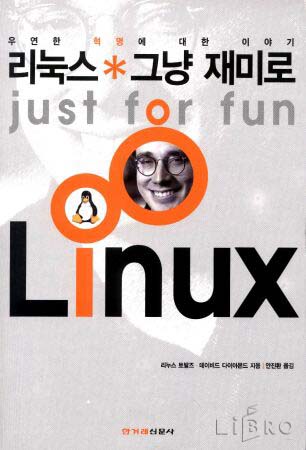 우연한 혁명에 대한 이야기
리눅스*그냥 재미로
just for fun
Linux
리누스 토발즈·데이비드 다이아몬드 지음 | 안진환 옮김
한겨레신문사
LIBRO